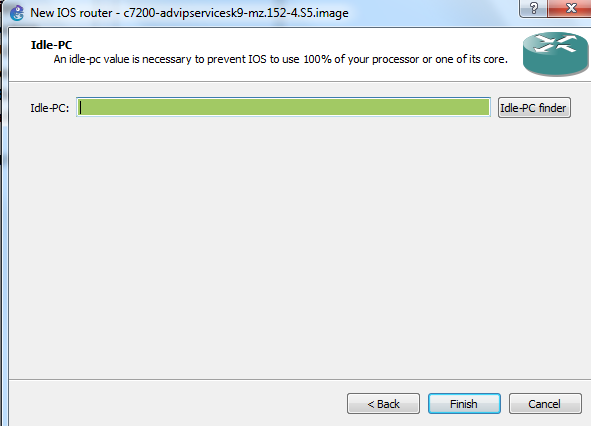 New IOS router - c7200-advipservicesk9-mz.152-4.S5.image
?
Idle-PC
An idle-pc value is necessary to prevent IOS to use 100% of your processor or one of its core.
Idle-PC:
Idle-PC finder
< Back
Finish
Cancel